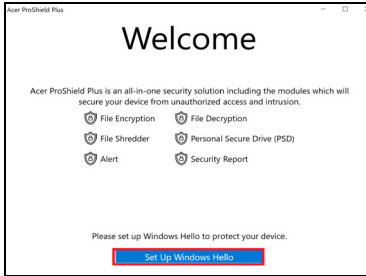 Acer ProShield Plus
Welcome
Acer ProShield Plus is an all-in-one security solution including the modules which will
secure your device from unauthorized access and intrusion.
File Encryption File Decryption
File Shredder Personal Secure Drive (PSD)
Alert Security Report
Please set up Windows Hello to protect your device.
Set Up Windows Hello